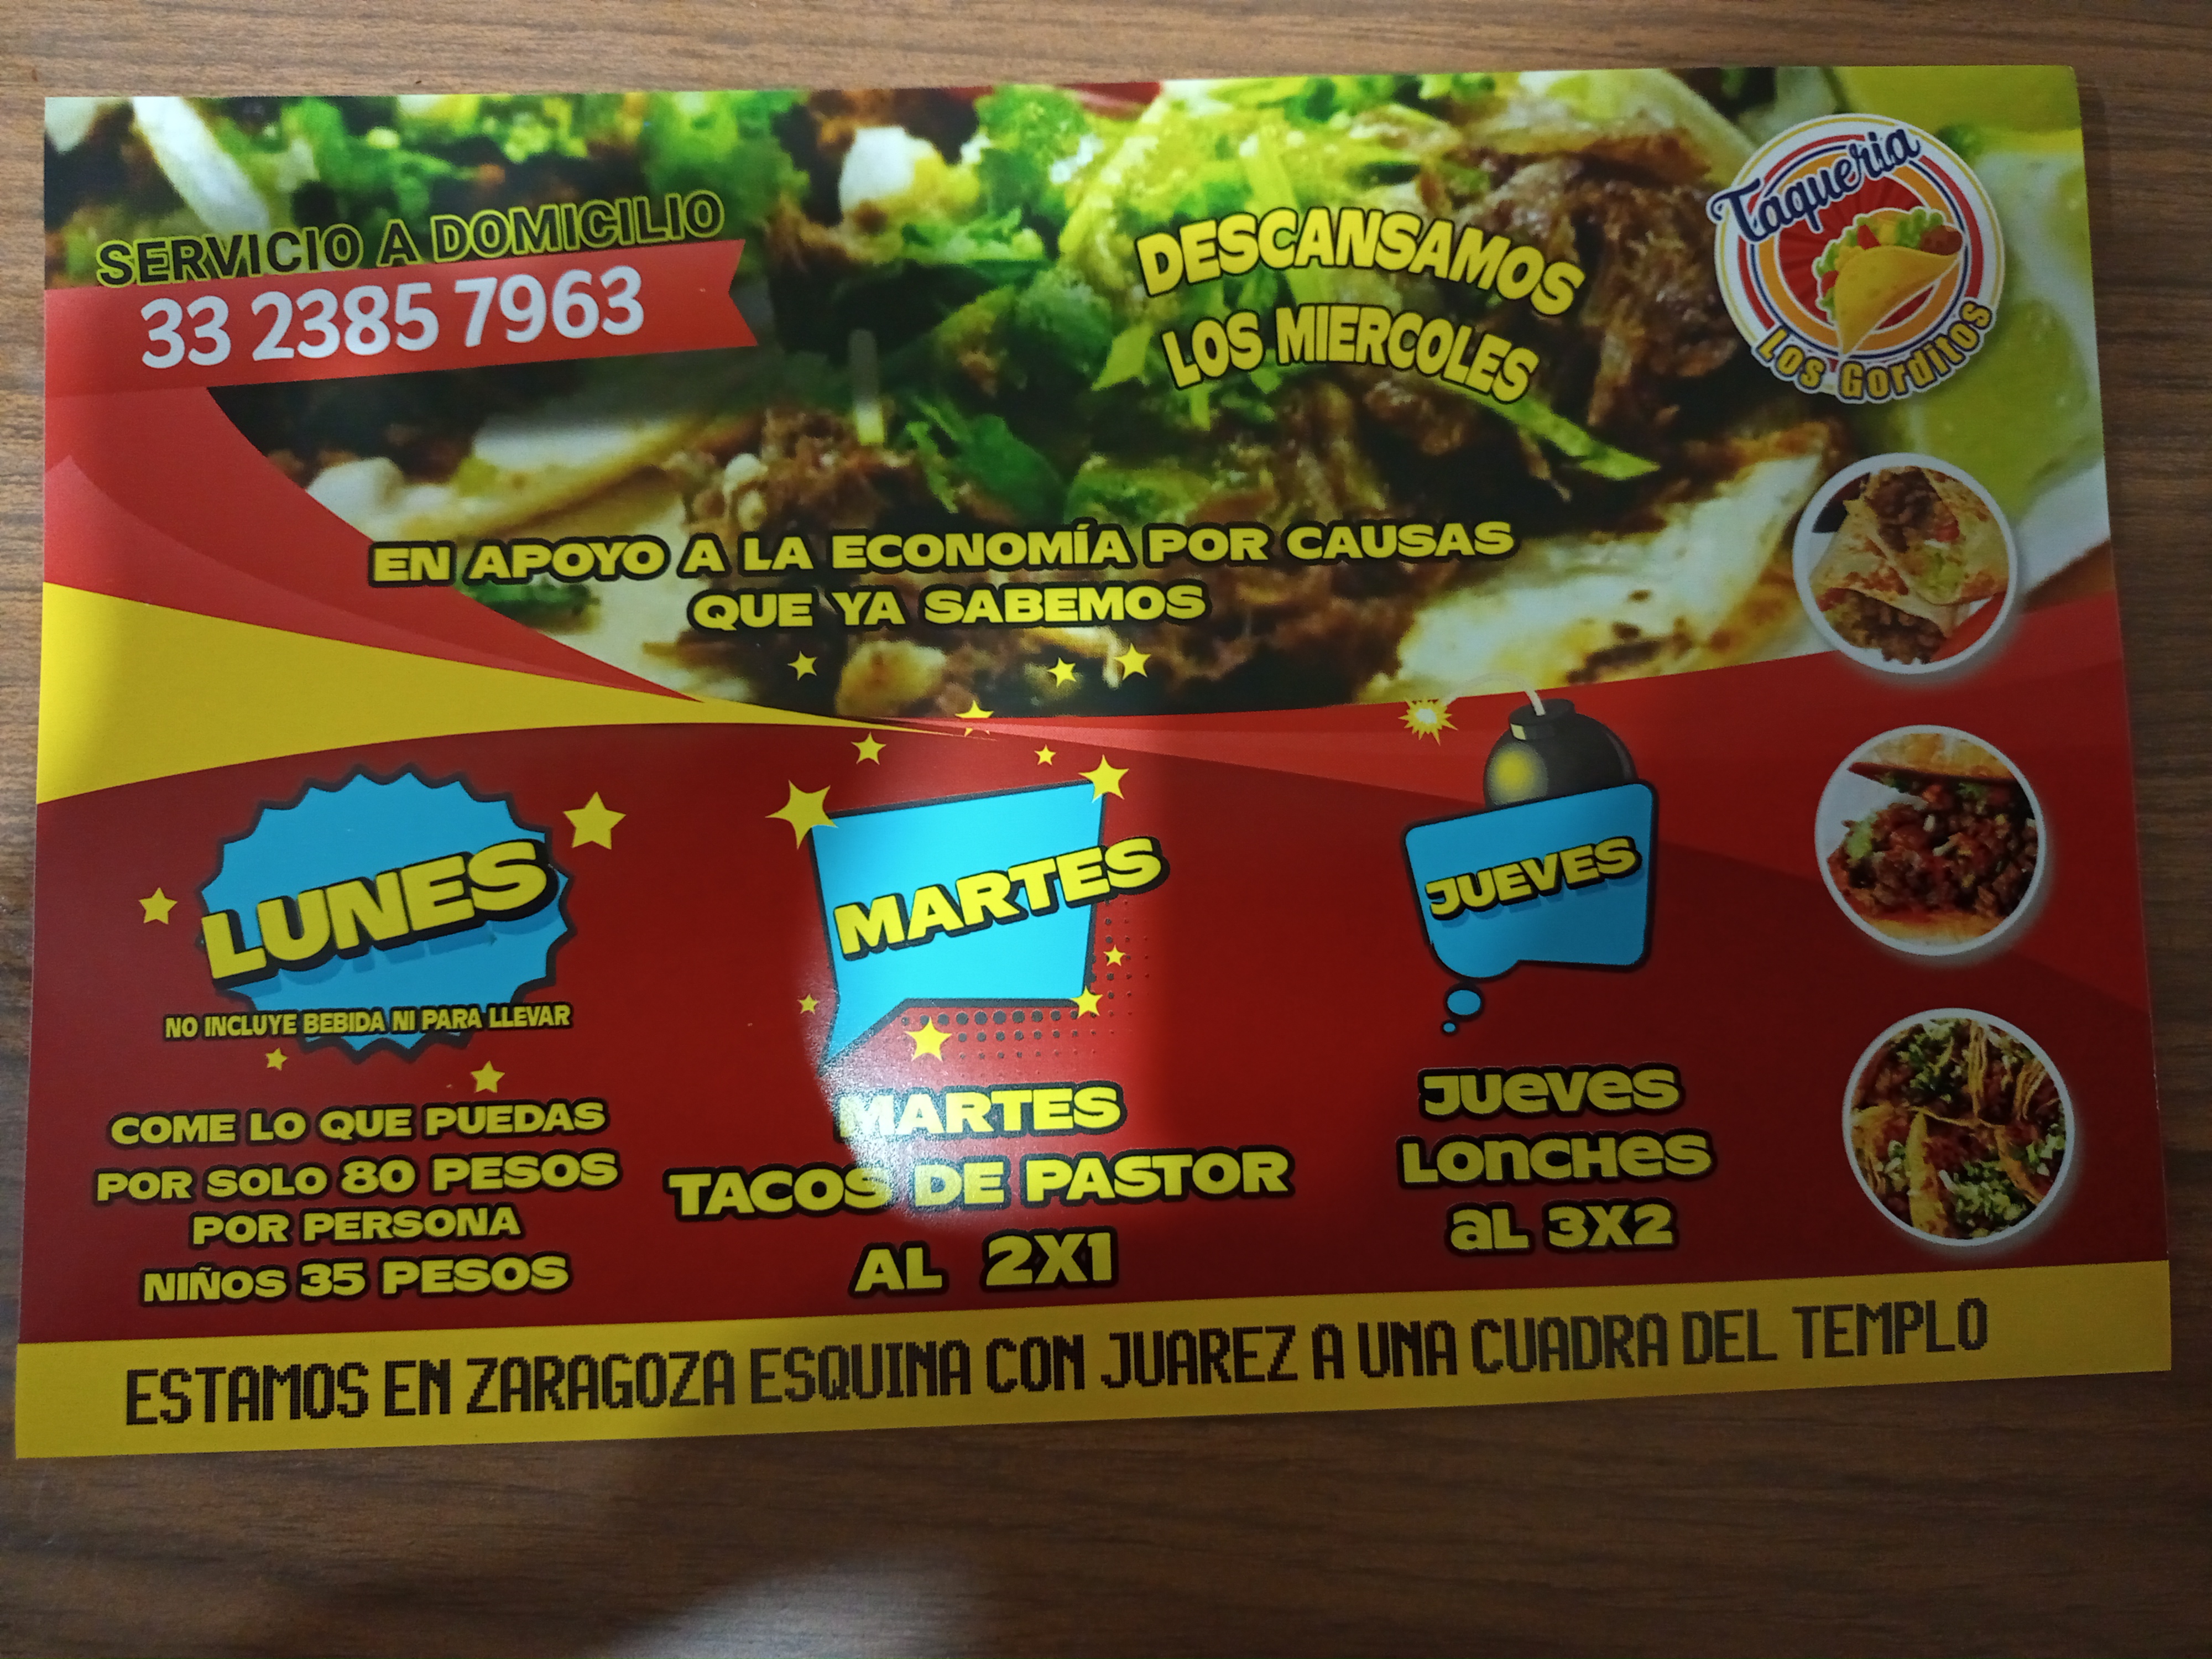 SERVICIO A DOMICILIO
33 2385 7963
DESCANSAMOS
LOS MIERCOLES
Taqueria
Los Gorditos
EN APOYO A LA ECONOMÍA POR CAUSAS
QUE YA SABEMOS
LUNES
NO INCLUYE BEBIDA NI PARA LLEVAR
COME LO QUE PUEDAS
POR SOLO 80 PESOS
POR PERSONA
NIÑOS 35 PESOS
MARTES
MARTES
TACOS DE PASTOR
AL 2X1
JUEVES
JUEVES
LONCHES
AL 3X2
ESTAMOS EN ZARAGOZA ESQUINA CON JUAREZ A UNA CUADRA DEL TEMPLO